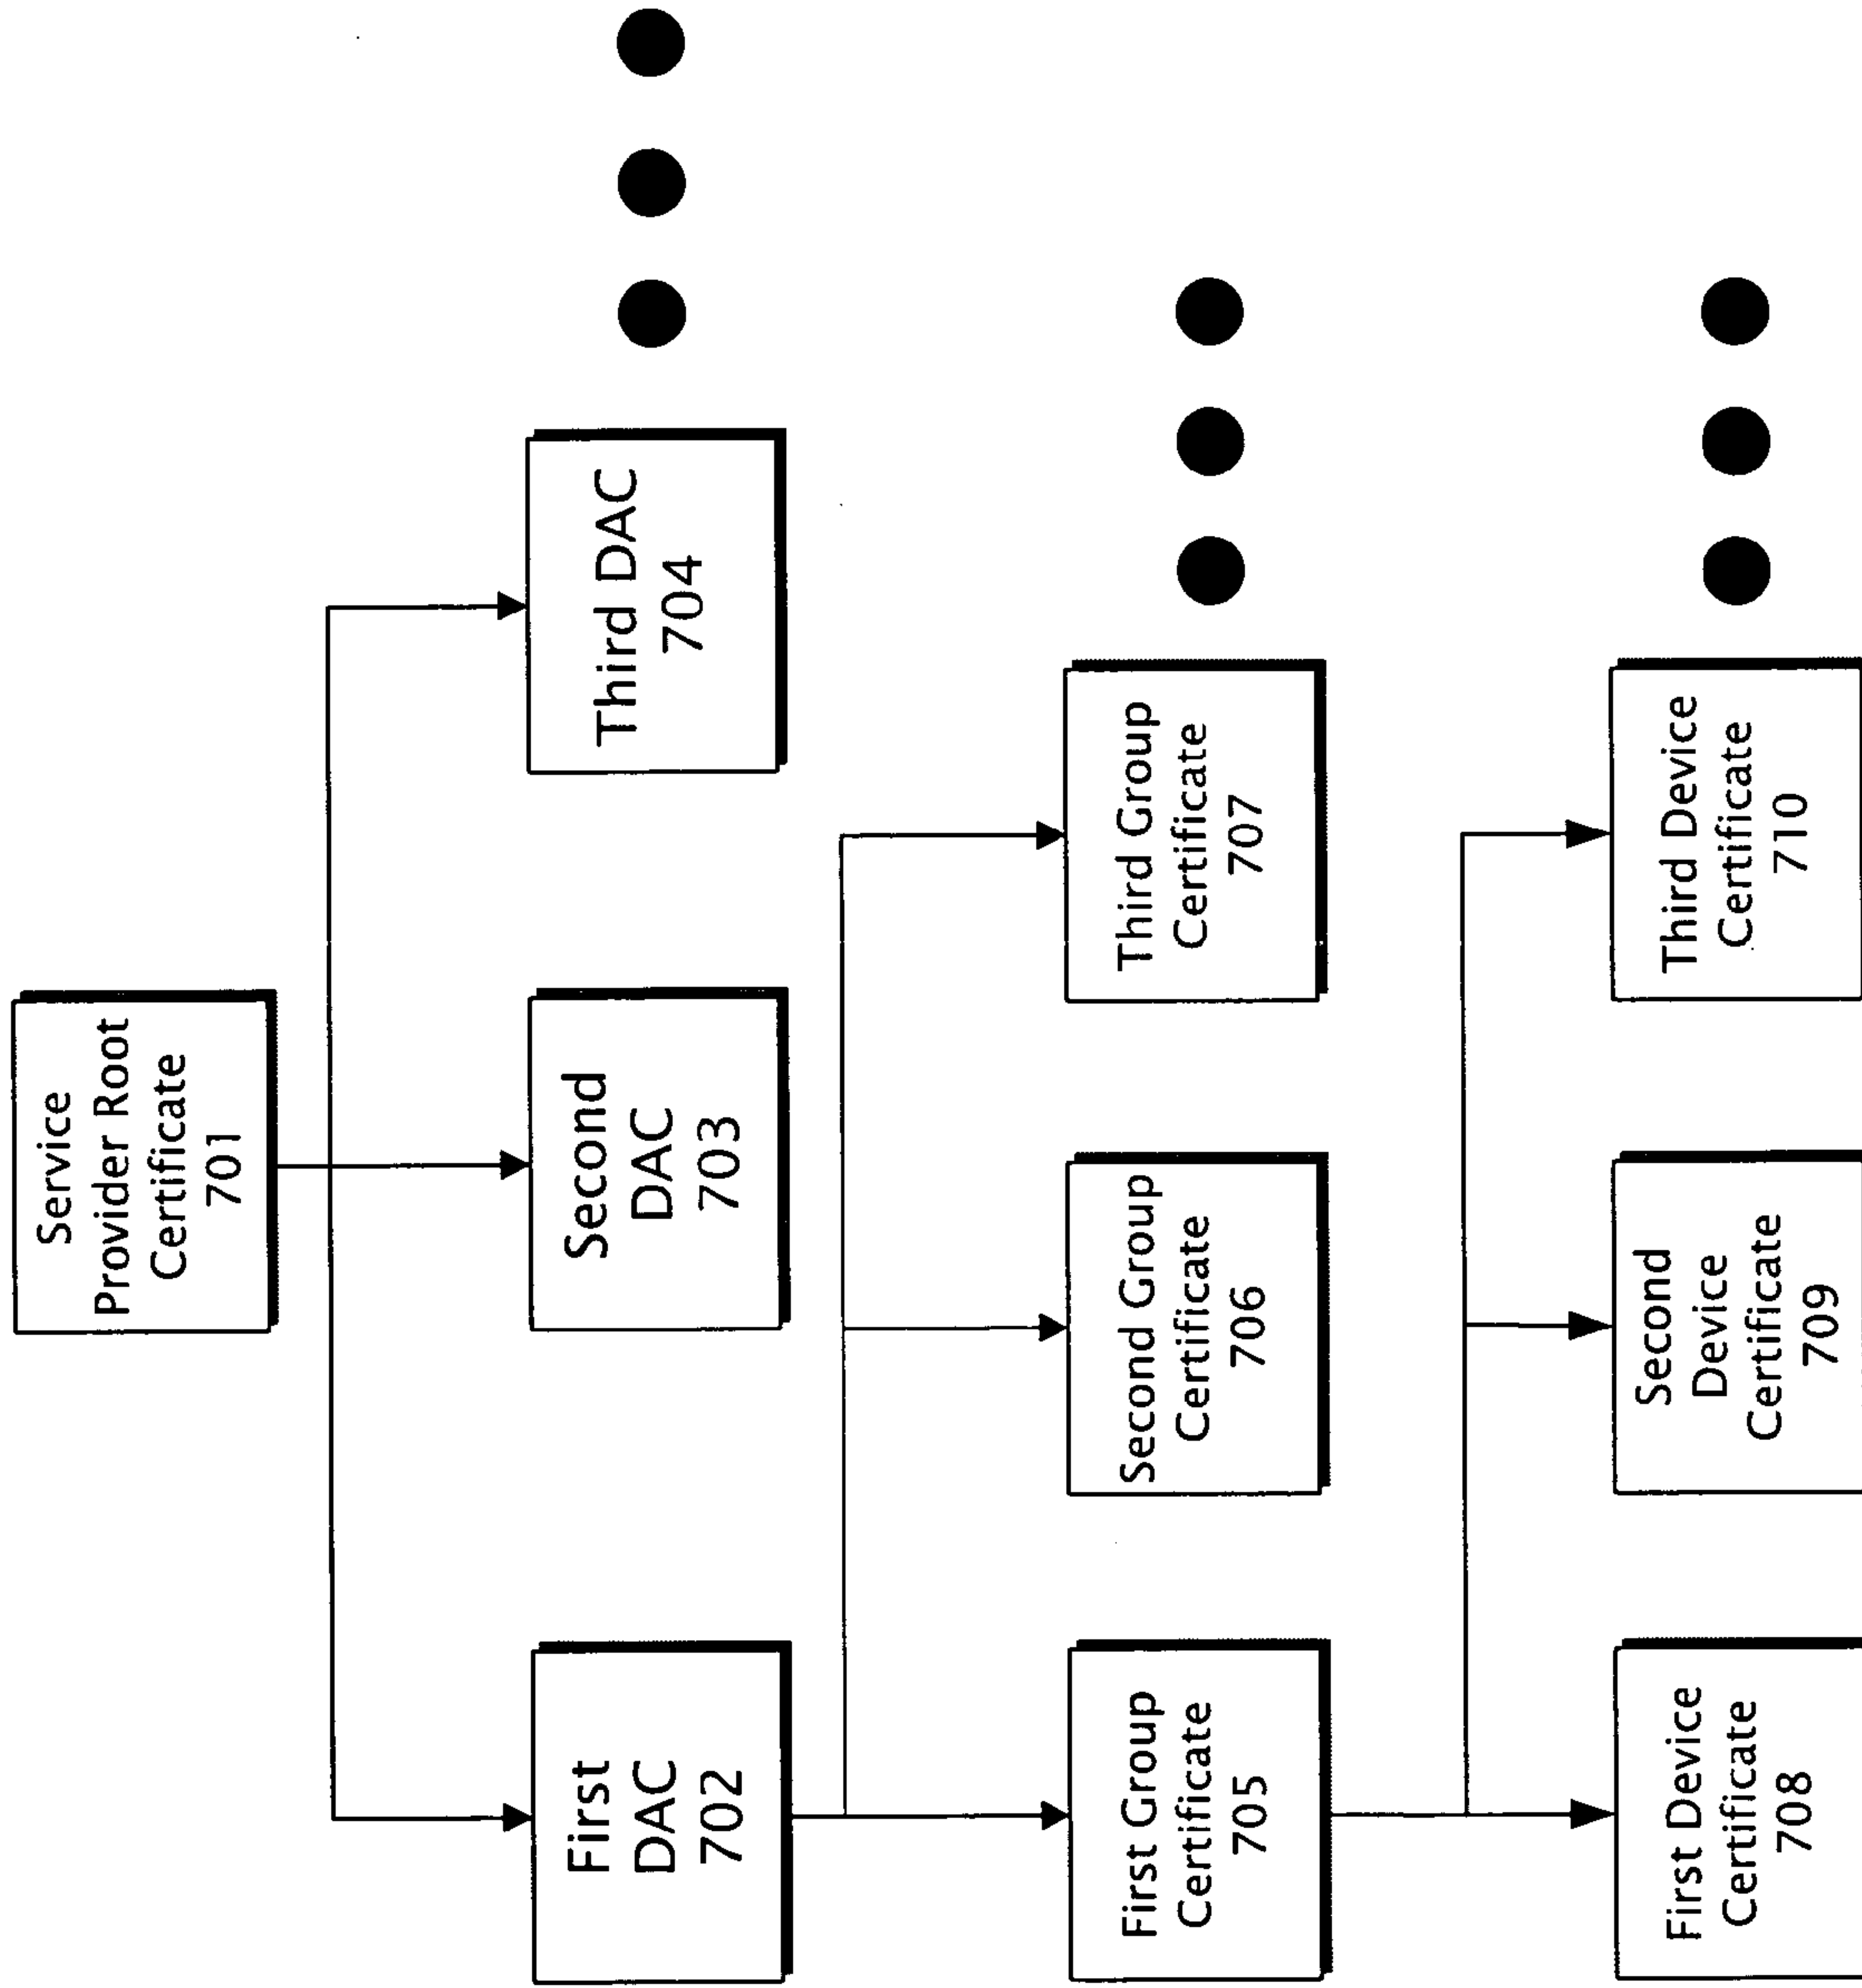 Service
Provider Root
Certificate
701
First
DAC
702
Second
DAC
703
Third DAC
704
First Group
Certificate
705
Second Group
Certificate
706
Third Group
Certificate
707
First Device
Certificate
708
Second
Device
Certificate
709
Third Device
Certificate
710